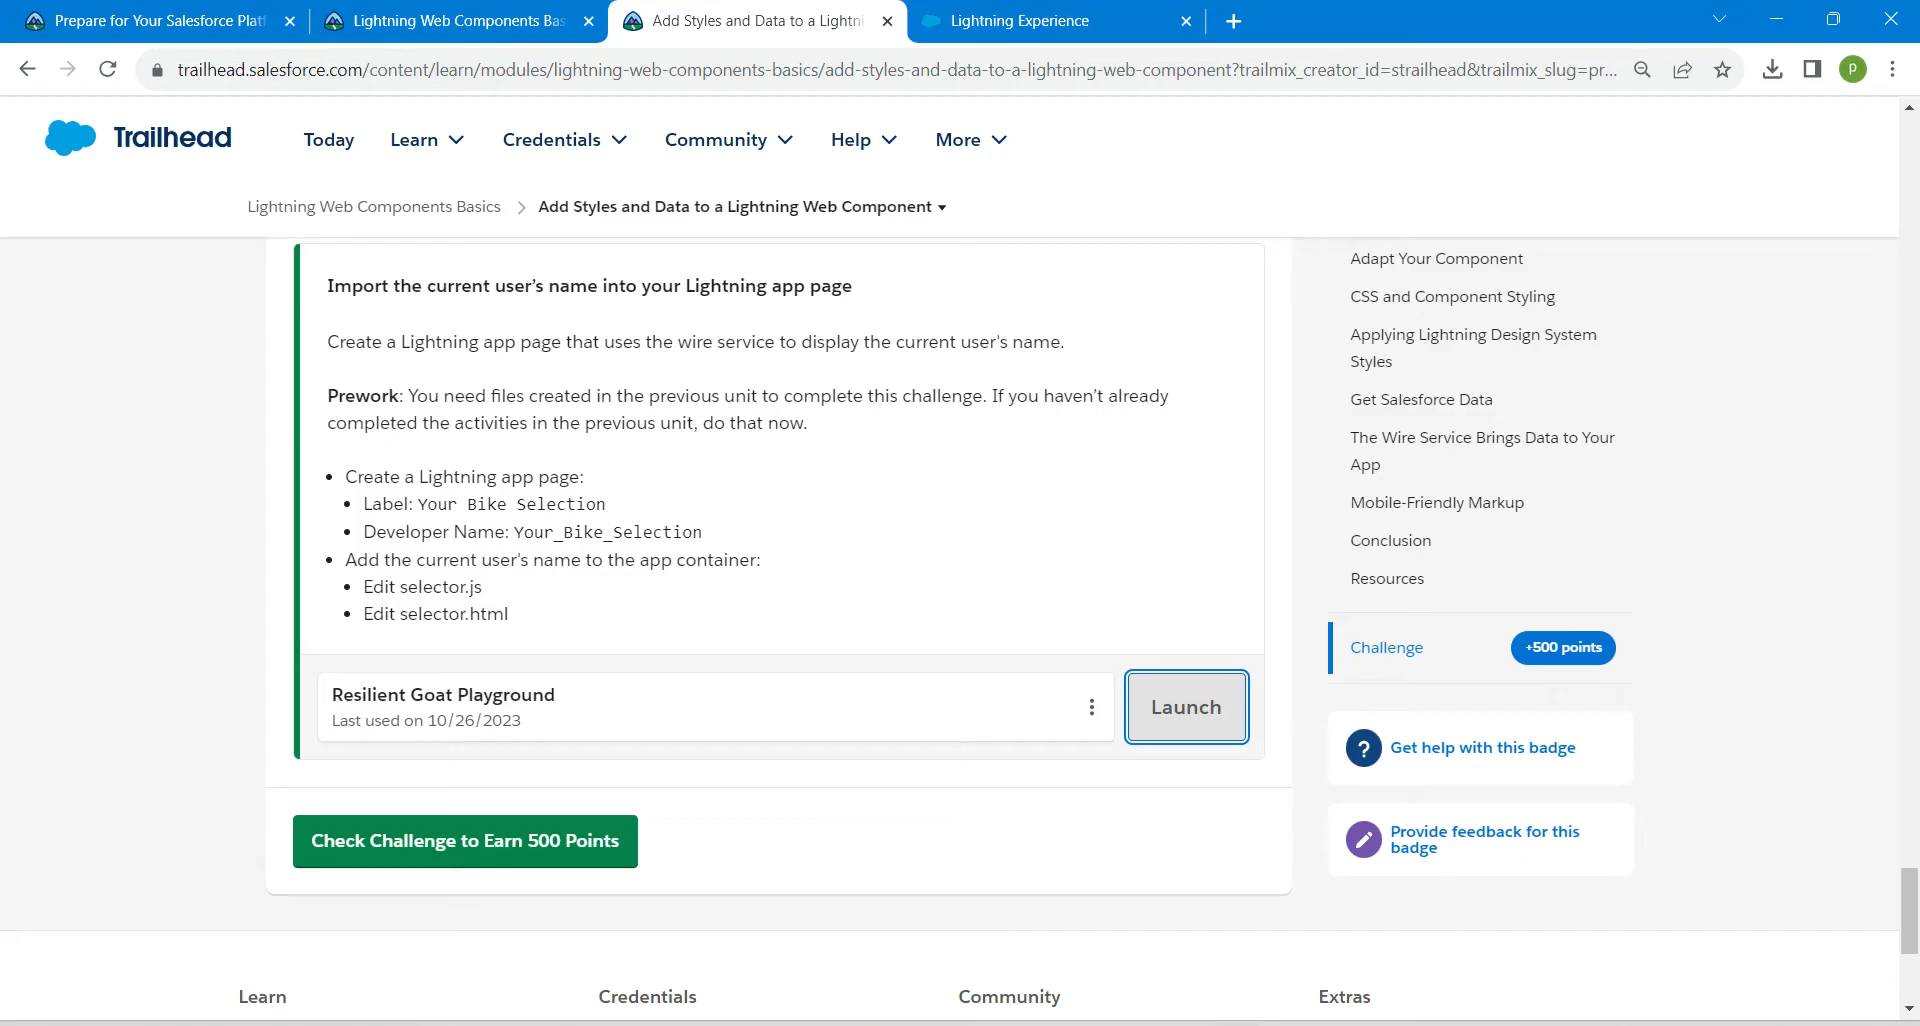 Prepare for Your Salesforce Platf
Lightning Web Components Bas
Add Styles and Data to a Lightni
Lightning Experience
trailhead.salesforce.com/content/learn/modules/lightning-web-components-basics/add-styles-and-data-to-a-lightning-web-component?trailmix_creator_id=strailhead&trailmix_slug=pr...
P
Trailhead
Today
Learn
Credentials
Community
Help
More
Lightning Web Components Basics
Add Styles and Data to a Lightning Web Component
Import the current user’s name into your Lightning app page
Create a Lightning app page that uses the wire service to display the current user's name.
Prework: You need files created in the previous unit to complete this challenge. If you haven’t already
completed the activities in the previous unit, do that now.
Create a Lightning app page:
Label: Your Bike Selection
Developer Name: Your_Bike_Selection
Add the current user's name to the app container:
Edit selector.js
Edit selector.html
Resilient Goat Playground
Last used on 10/26/2023
Launch
Check Challenge to Earn 500 Points
Adapt Your Component
CSS and Component Styling
Applying Lightning Design System
Styles
Get Salesforce Data
The Wire Service Brings Data to Your
App
Mobile-Friendly Markup
Conclusion
Resources
Challenge
+500 points
?
Get help with this badge
Provide feedback for this
badge
Learn
Credentials
Community
Extras